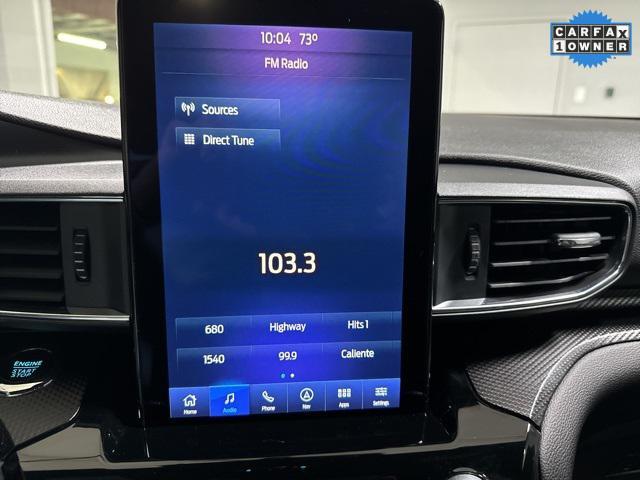 10:04 73º
FM Radio
CARFAX
1 OWNER
Sources
Direct Tune
103.3
680 Highway Hits 1
1540 99.9 Caliente
ENGINE
START
STOP
Home Audio Phone Nav Apps Settings